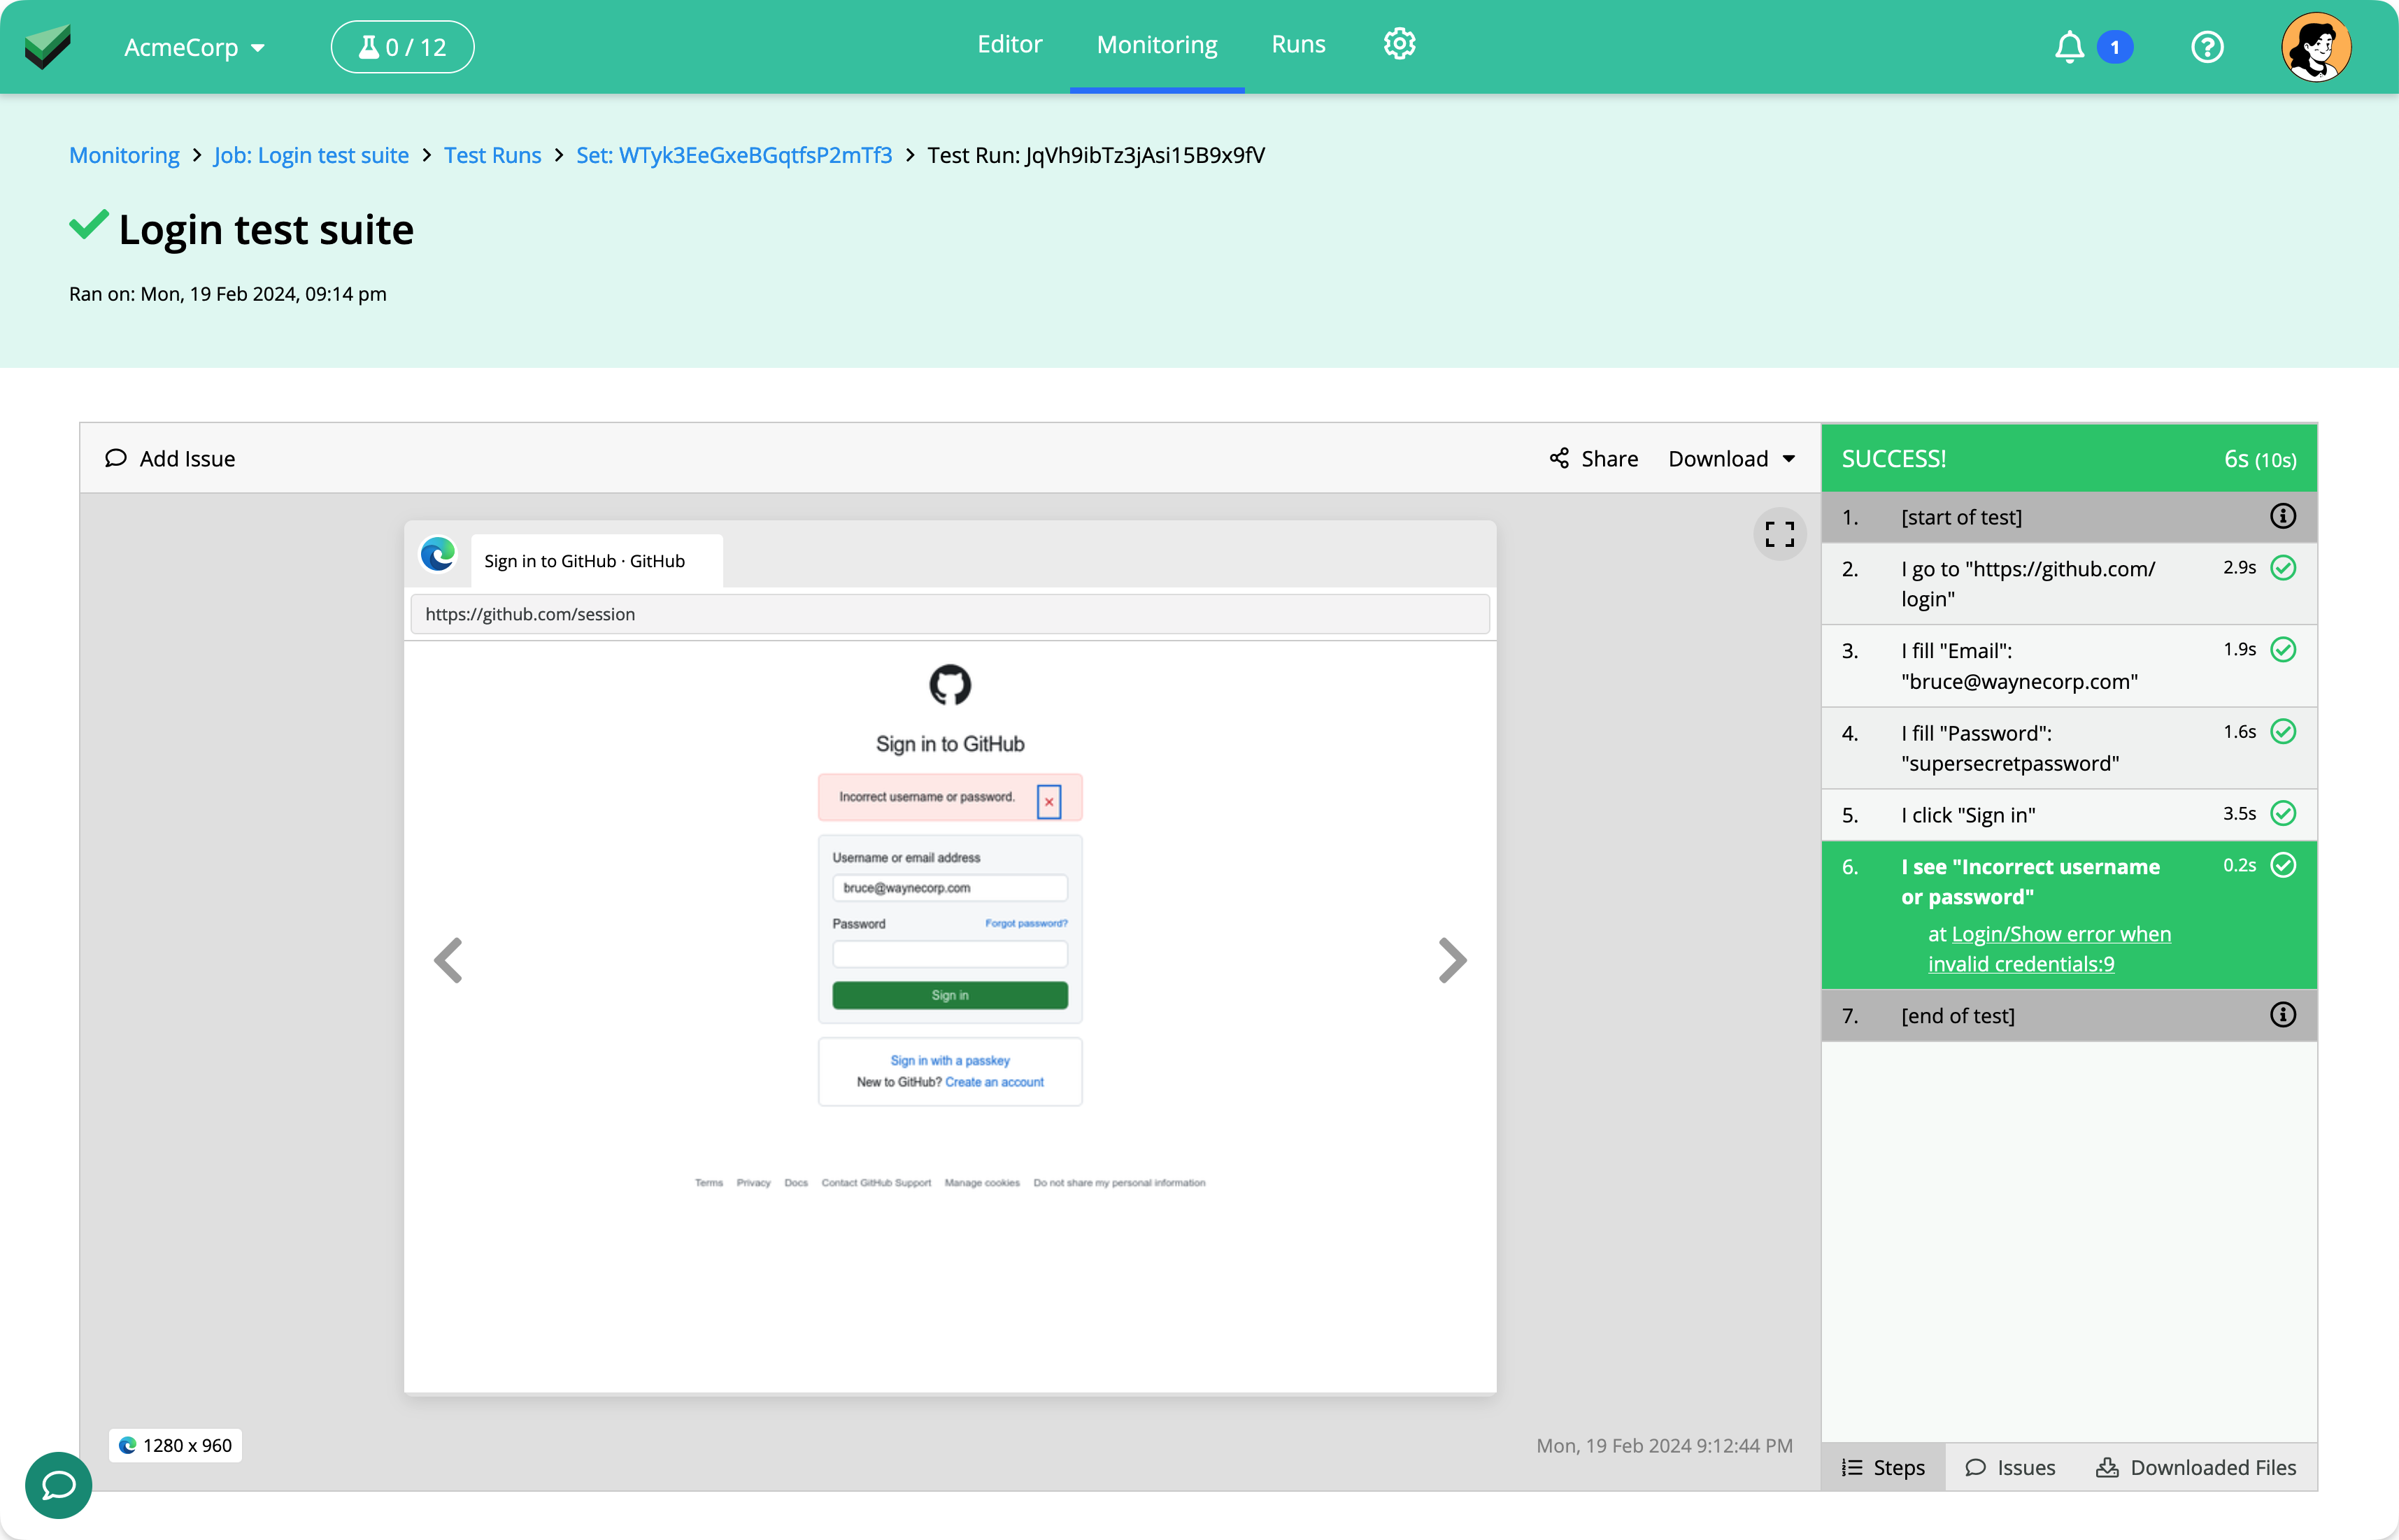 AcmeCorp
0 / 12
Editor
Monitoring
Runs
1
Monitoring > Job: Login test suite > Test Runs > Set: WTyk3EeGxeBGqtfsP2mTf3 > Test Run: JqVh9ibTz3jAsi15B9x9fV
Login test suite
Ran on: Mon, 19 Feb 2024, 09:14 pm
Add Issue
Share
Download
Sign in to GitHub · GitHub
https://github.com/session
Sign in to GitHub
Incorrect username or password.
Username or email address
bruce@waynecorp.com
Password
Forgot password?
Sign in
Sign in with a passkey
New to GitHub? Create an account
Terms
Privacy
Docs
Contact GitHub Support
Manage cookies
Do not share my personal information
1280 x 960
Mon, 19 Feb 2024 9:12:44 PM
SUCCESS!
6s (10s)
1. [start of test]
2. I go to "https://github.com/
login"
2.9s
3. I fill "Email":
"bruce@waynecorp.com"
1.9s
4. I fill "Password":
"supersecretpassword"
1.6s
5. I click "Sign in"
3.5s
6. I see "Incorrect username
or password"
0.2s
at Login/Show error when
invalid credentials:9
7. [end of test]
Steps
Issues
Downloaded Files